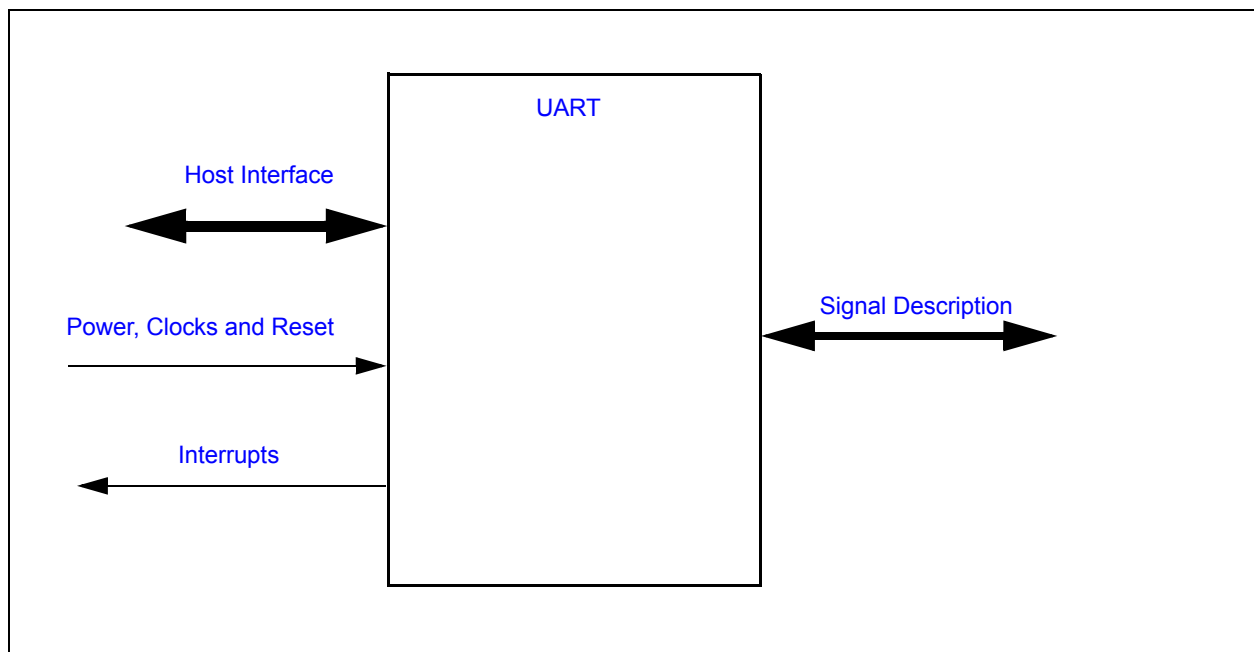 UART
Host Interface
Signal Description
Power, Clocks and Reset
Interrupts